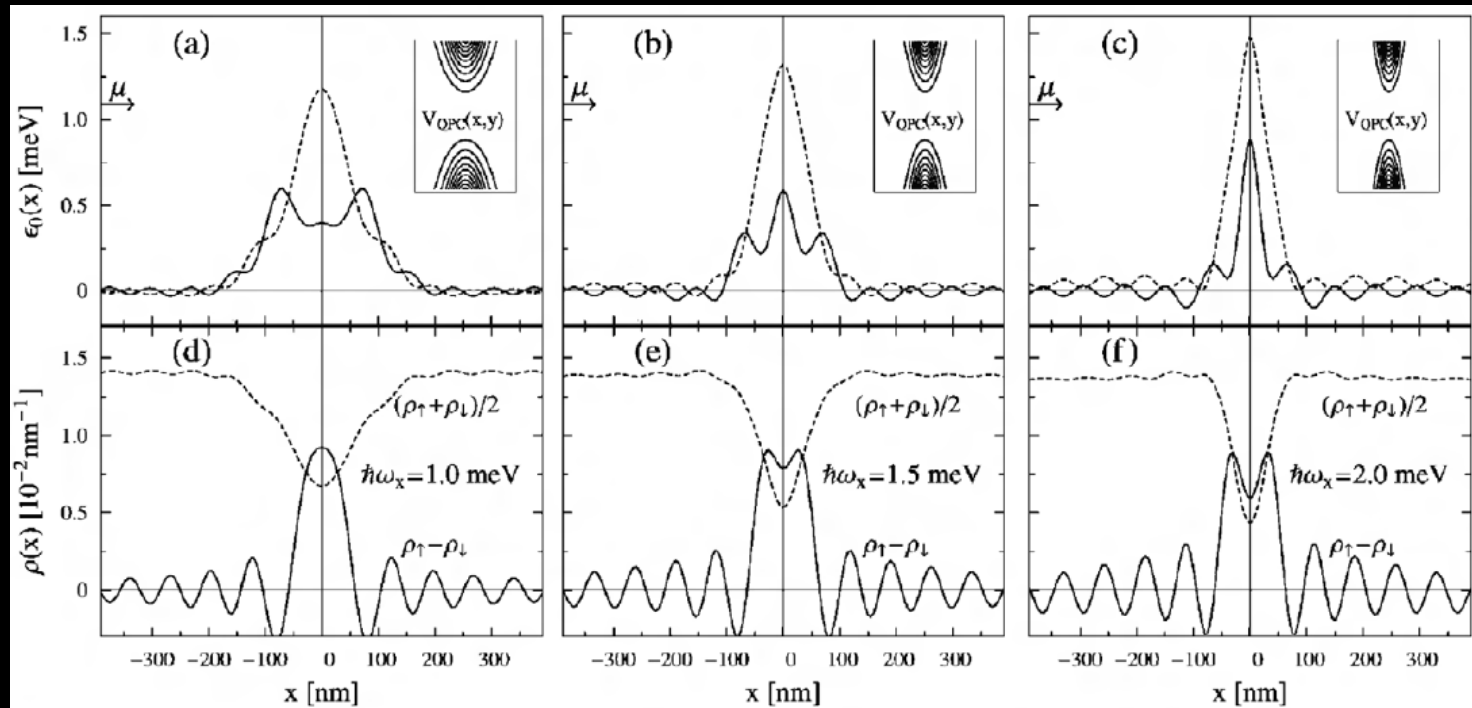 (a)
(b)
(c)
μ
μ
μ
V_QPC(x,y)
V_QPC(x,y)
V_QPC(x,y)
ϵ₀(x) [meV]
1.5
1.0
0.5
0
(d)
(e)
(f)
(ρ↑+ρ↓)/2
(ρ↑+ρ↓)/2
(ρ↑+ρ↓)/2
ℏωₓ=1.0 meV
ℏωₓ=1.5 meV
ℏωₓ=2.0 meV
ρ↑−ρ↓
ρ↑−ρ↓
ρ↑−ρ↓
ρ(x) [10⁻²nm⁻¹]
1.5
1.0
0.5
0
−300 −200 −100 0 100 200 300
−300 −200 −100 0 100 200 300
−300 −200 −100 0 100 200 300
x [nm]
x [nm]
x [nm]